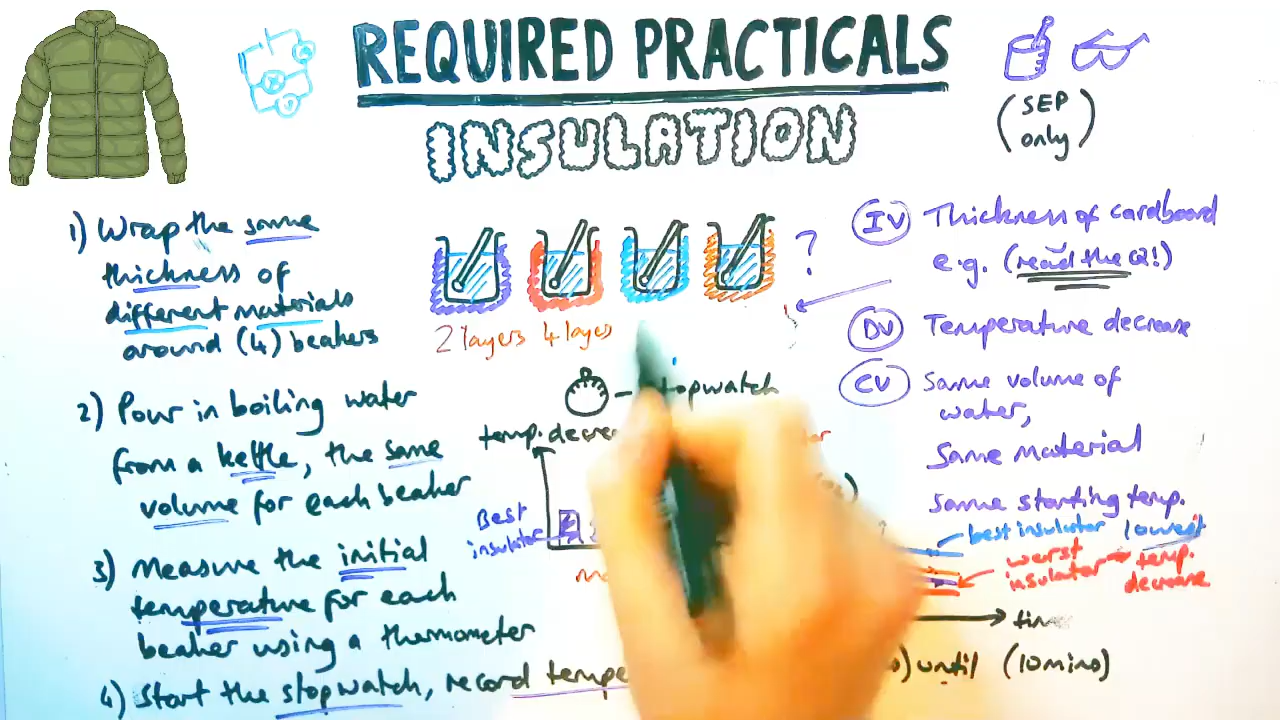 REQUIRED PRACTICALS
INSULATION
(SEP
only)
1) Wrap the same
thickness of
different materials
around (4) beakers
2) Pour in boiling water
from a kettle, the same
volume for each beaker
3) Measure the initial
temperature for each
beaker using a thermometer
4) Start the stopwatch, record tempe
2 layers 4 layers
?
stopwatch
temp. decre
Best
insulator
IV Thickness of cardboard
e.g. (read the Q!)
DV Temperature decrease
CV Same volume of
water,
Same material
Same starting temp.
best insulator lowest
worst
insulator
temp.
decrease
time
until (10mins)